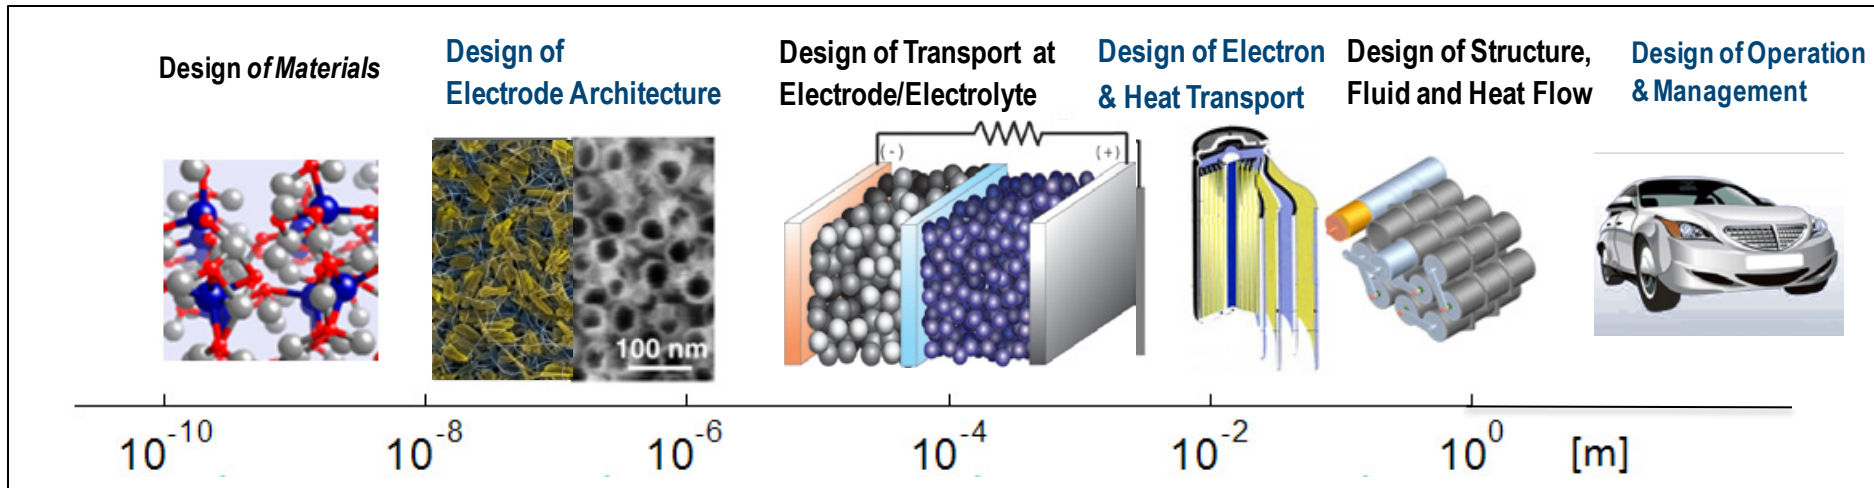 Design of Materials
Design of
Electrode Architecture
Design of Transport at
Electrode/Electrolyte
Design of Electron
& Heat Transport
Design of Structure,
Fluid and Heat Flow
Design of Operation
& Management
(-)
(+)
100 nm
10^-10
10^-8
10^-6
10^-4
10^-2
10^0
[m]